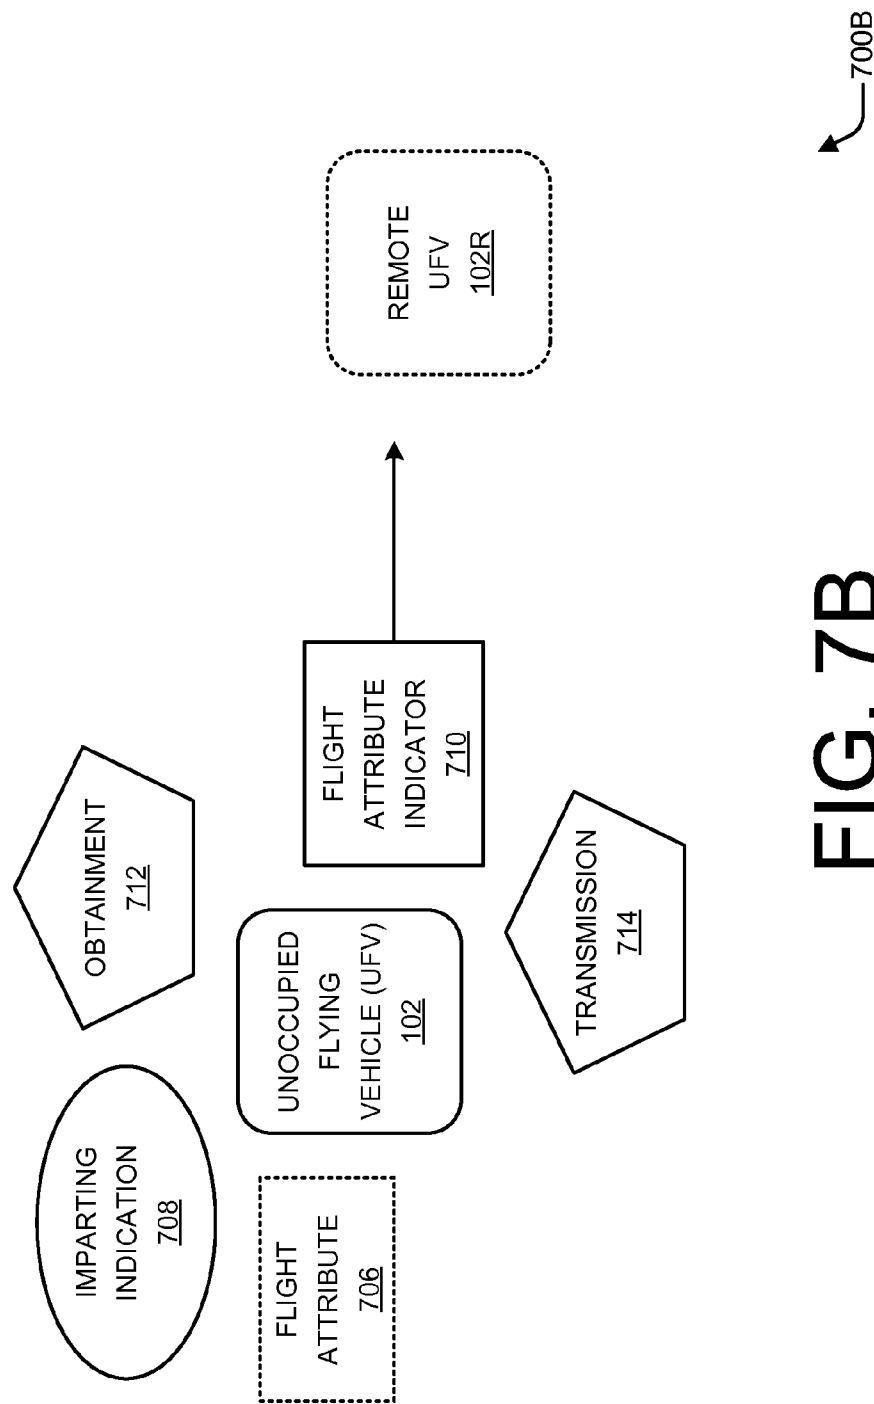 IMPARTING
INDICATION
708
OBTAINMENT
712
FLIGHT
ATTRIBUTE
706
UNOCCUPIED
FLYING
VEHICLE (UFV)
102
FLIGHT
ATTRIBUTE
INDICATOR
710
REMOTE
UFV
102R
TRANSMISSION
714
700B
FIG. 7B